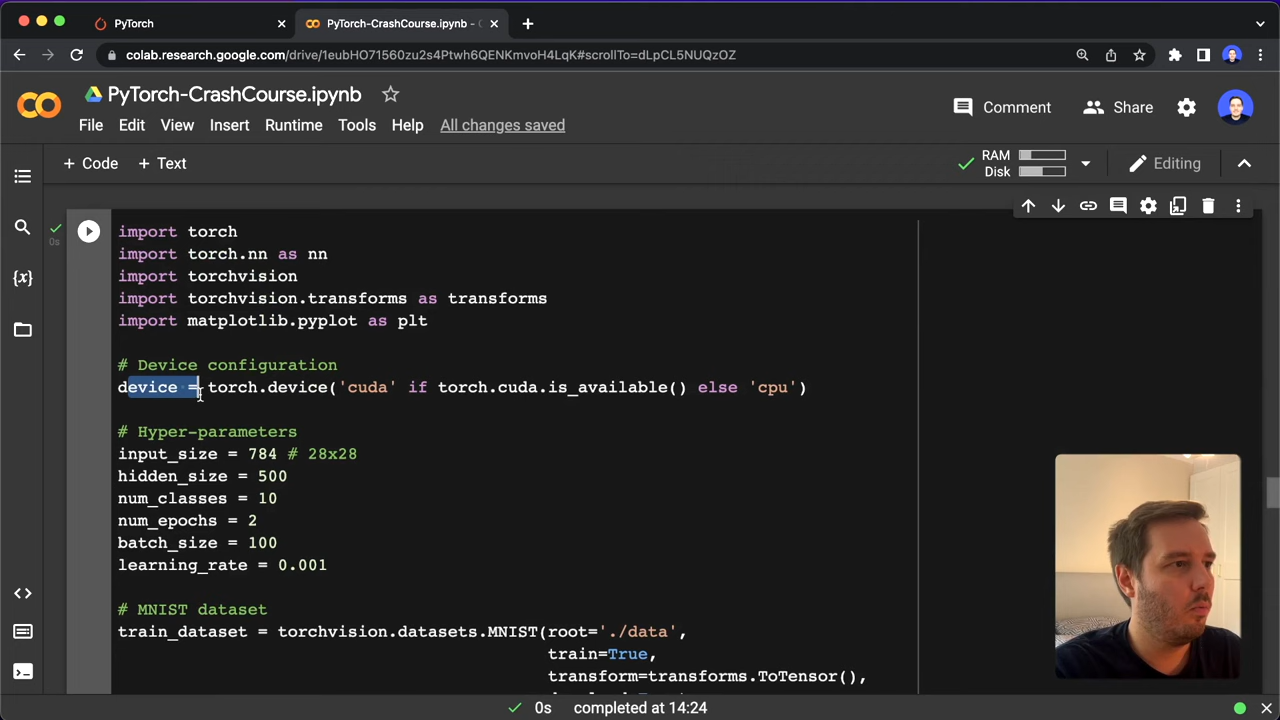 PyTorch
PyTorch-CrashCourse.ipynb - C
colab.research.google.com/drive/1eubHO71560zu2s4Ptwh6QENKmvoH4LqK#scrollTo=dLpCL5NUQzOZ
PyTorch-CrashCourse.ipynb
Comment
Share
File Edit View Insert Runtime Tools Help All changes saved
+ Code + Text
RAM
Disk
Editing
0s
import torch
import torch.nn as nn
import torchvision
import torchvision.transforms as transforms
import matplotlib.pyplot as plt
# Device configuration
device = torch.device('cuda' if torch.cuda.is_available() else 'cpu')
# Hyper-parameters
input_size = 784 # 28x28
hidden_size = 500
num_classes = 10
num_epochs = 2
batch_size = 100
learning_rate = 0.001
# MNIST dataset
train_dataset = torchvision.datasets.MNIST(root='./data',
train=True,
transform=transforms.ToTensor(),
0s completed at 14:24